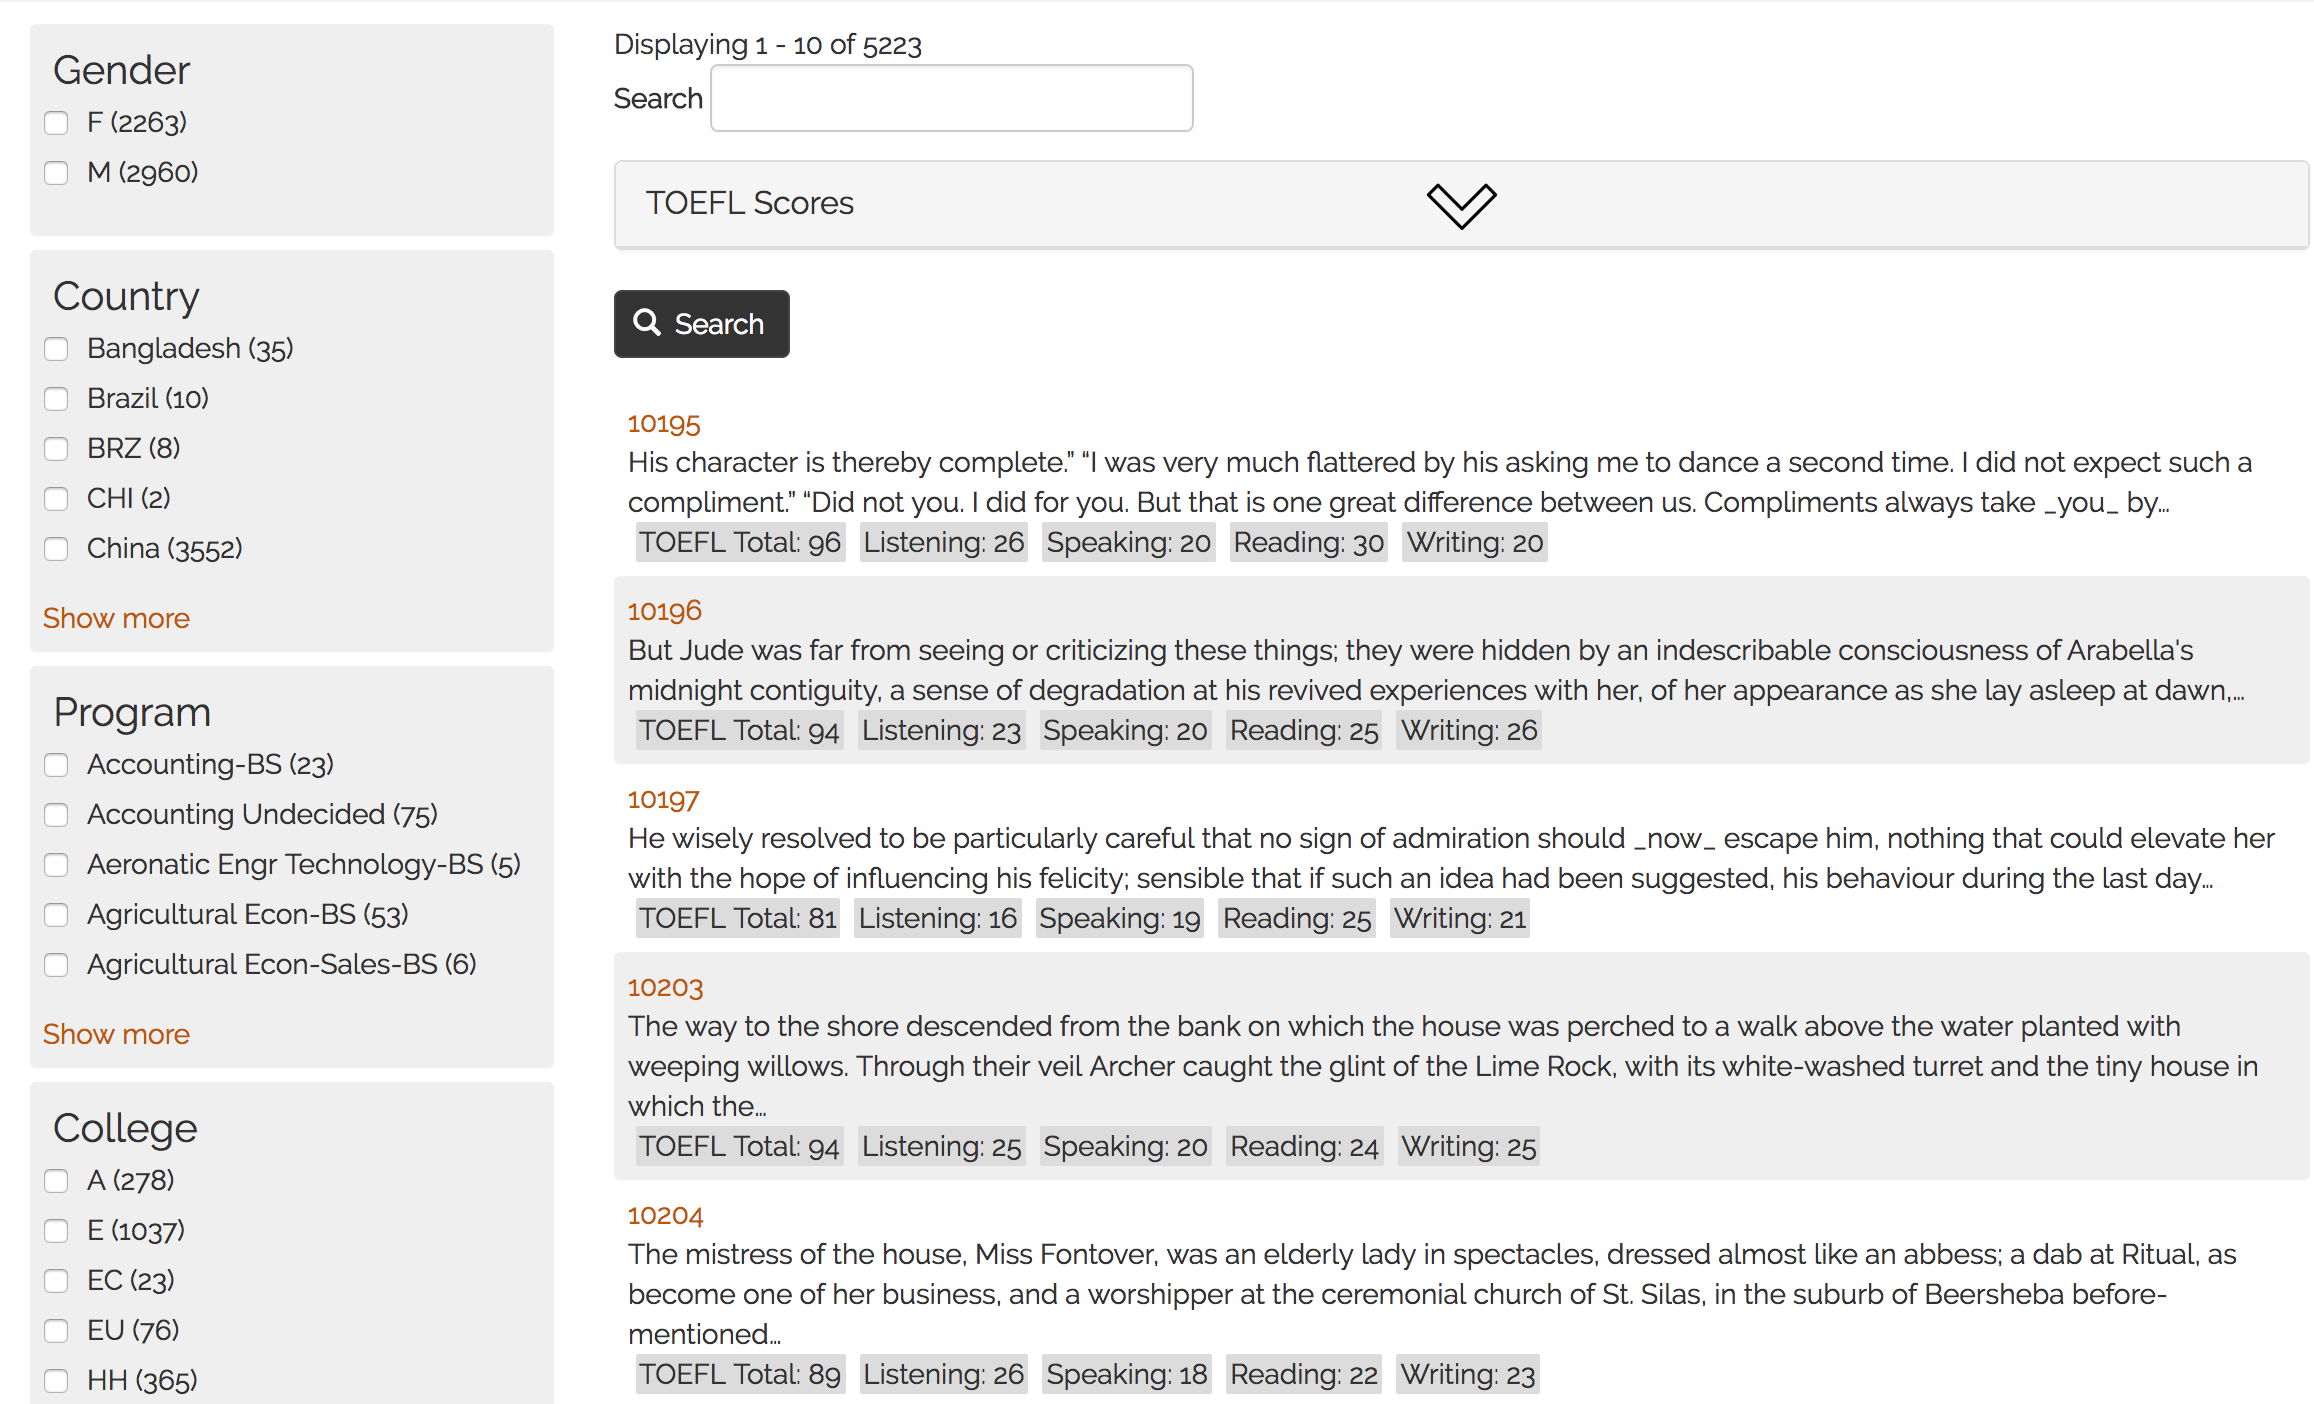 Gender
F (2263)
M (2960)
Country
Bangladesh (35)
Brazil (10)
BRZ (8)
CHI (2)
China (3552)
Show more
Program
Accounting-BS (23)
Accounting Undecided (75)
Aeronatic Engr Technology-BS (5)
Agricultural Econ-BS (53)
Agricultural Econ-Sales-BS (6)
Show more
College
A (278)
E (1037)
EC (23)
EU (76)
HH (365)
Displaying 1 - 10 of 5223
Search
TOEFL Scores
Search
10195
His character is thereby complete.” “I was very much flattered by his asking me to dance a second time. I did not expect such a
compliment.” “Did not you. I did for you. But that is one great difference between us. Compliments always take _you_ by...
TOEFL Total: 96 Listening: 26 Speaking: 20 Reading: 30 Writing: 20
10196
But Jude was far from seeing or criticizing these things; they were hidden by an indescribable consciousness of Arabella's
midnight contiguity, a sense of degradation at his revived experiences with her, of her appearance as she lay asleep at dawn,...
TOEFL Total: 94 Listening: 23 Speaking: 20 Reading: 25 Writing: 26
10197
He wisely resolved to be particularly careful that no sign of admiration should _now_ escape him, nothing that could elevate her
with the hope of influencing his felicity; sensible that if such an idea had been suggested, his behaviour during the last day...
TOEFL Total: 81 Listening: 16 Speaking: 19 Reading: 25 Writing: 21
10203
The way to the shore descended from the bank on which the house was perched to a walk above the water planted with
weeping willows. Through their veil Archer caught the glint of the Lime Rock, with its white-washed turret and the tiny house in
which the...
TOEFL Total: 94 Listening: 25 Speaking: 20 Reading: 24 Writing: 25
10204
The mistress of the house, Miss Fontover, was an elderly lady in spectacles, dressed almost like an abbess; a dab at Ritual, as
become one of her business, and a worshipper at the ceremonial church of St. Silas, in the suburb of Beersheba before-
mentioned...
TOEFL Total: 89 Listening: 26 Speaking: 18 Reading: 22 Writing: 23